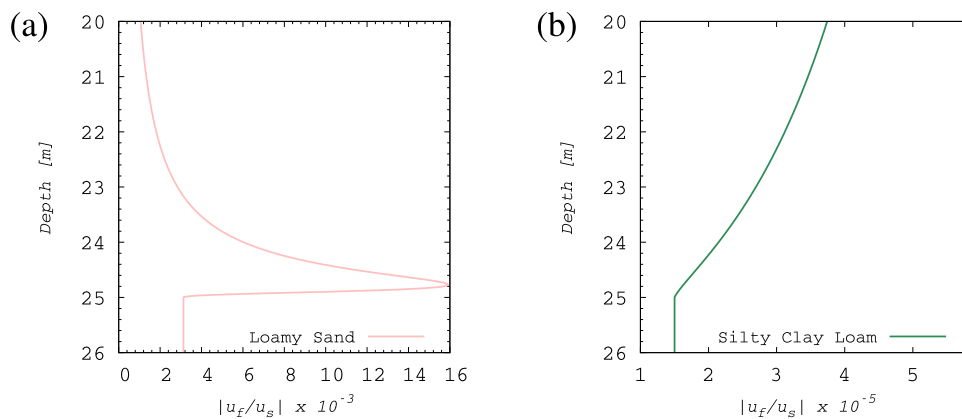 (a)
20
21
22
23
24
25
26
Depth [m]
Loamy Sand
0 2 4 6 8 10 12 14 16
|u_f/u_s| x 10^-3
(b)
20
21
22
23
24
25
26
Depth [m]
Silty Clay Loam
1 2 3 4 5
|u_f/u_s| x 10^-5